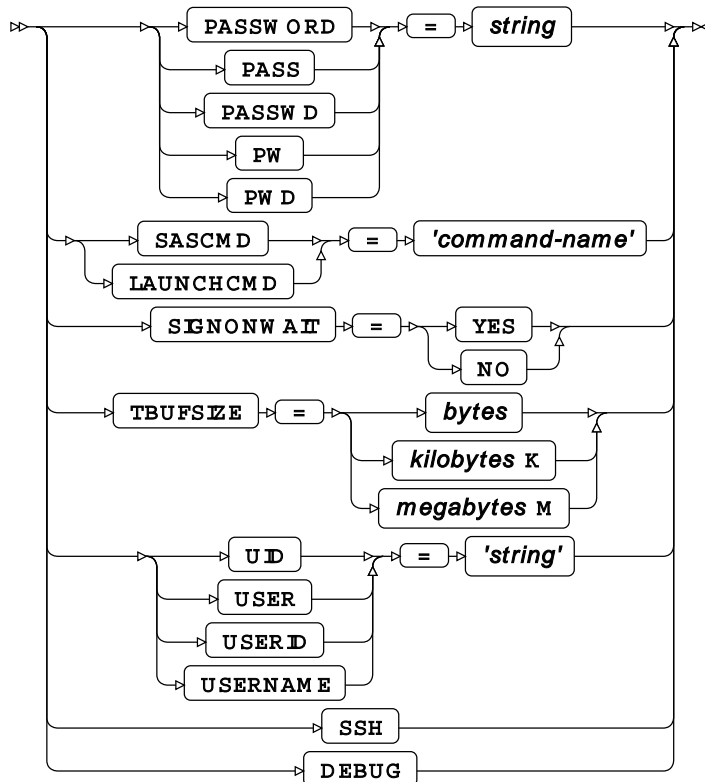 PASSWORD = string
PASS
PASSWD
PW
PWD
SASCMD = 'command-name'
LAUNCHCMD
SIGNONWAIT = YES
NO
TBUFSIZE = bytes
kilobytes K
megabytes M
UID = 'string'
USER
USERID
USERNAME
SSH
DEBUG